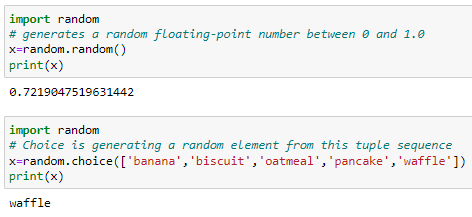 import random
# generates a random floating-point number between 0 and 1.0
x=random.random()
print(x)
0.7219047519631442
import random
# Choice is generating a random element from this tuple sequence
x=random.choice(['banana','biscuit','oatmeal','pancake','waffle'])
print(x)
waffle